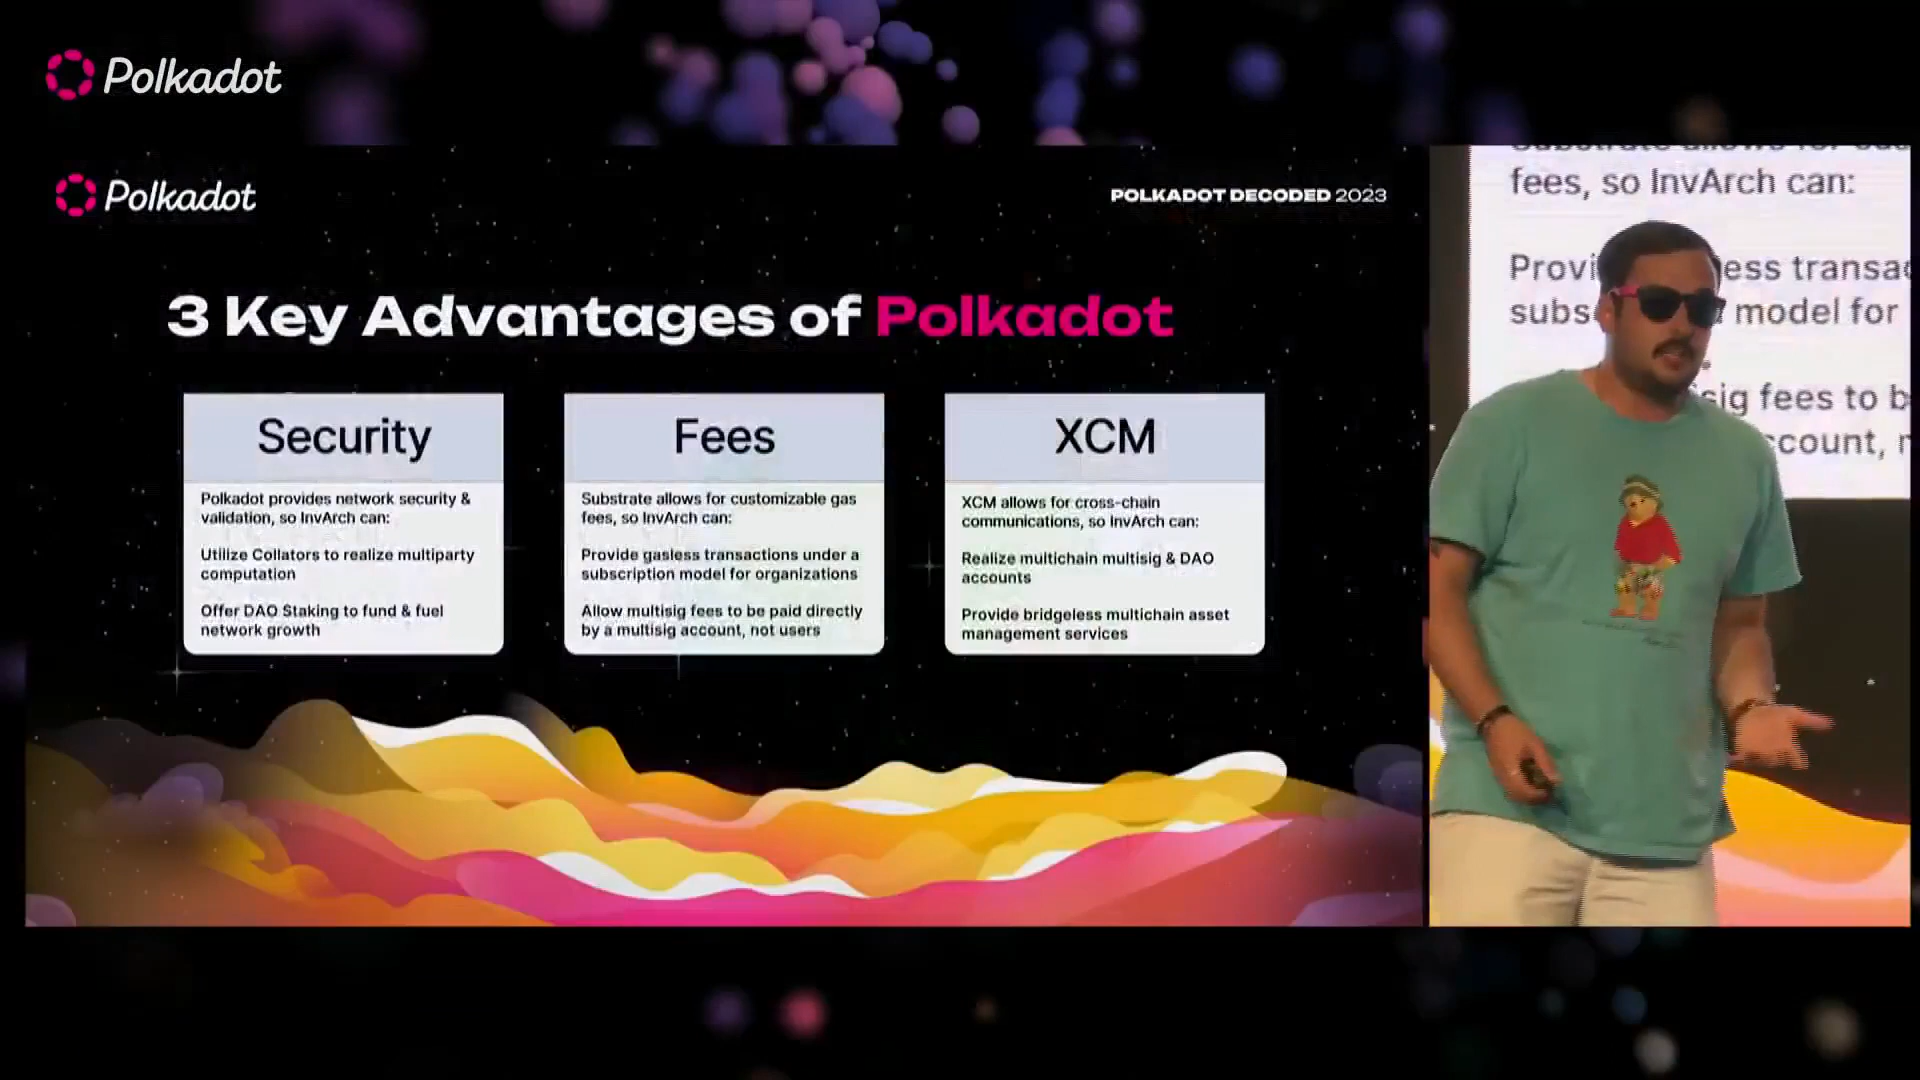 Polkadot
Polkadot
POLKADOT DECODED 2023
3 Key Advantages of Polkadot
Security
Polkadot provides network security &
validation, so InvArch can:
Utilize Collators to realize multiparty
computation
Offer DAO Staking to fund & fuel
network growth
Fees
Substrate allows for customizable gas
fees, so InvArch can:
Provide gasless transactions under a
subscription model for organizations
Allow multisig fees to be paid directly
by a multisig account, not users
XCM
XCM allows for cross-chain
communications, so InvArch can:
Realize multichain multisig & DAO
accounts
Provide bridgeless multichain asset
management services
fees, so InvArch can:
model for
fees to